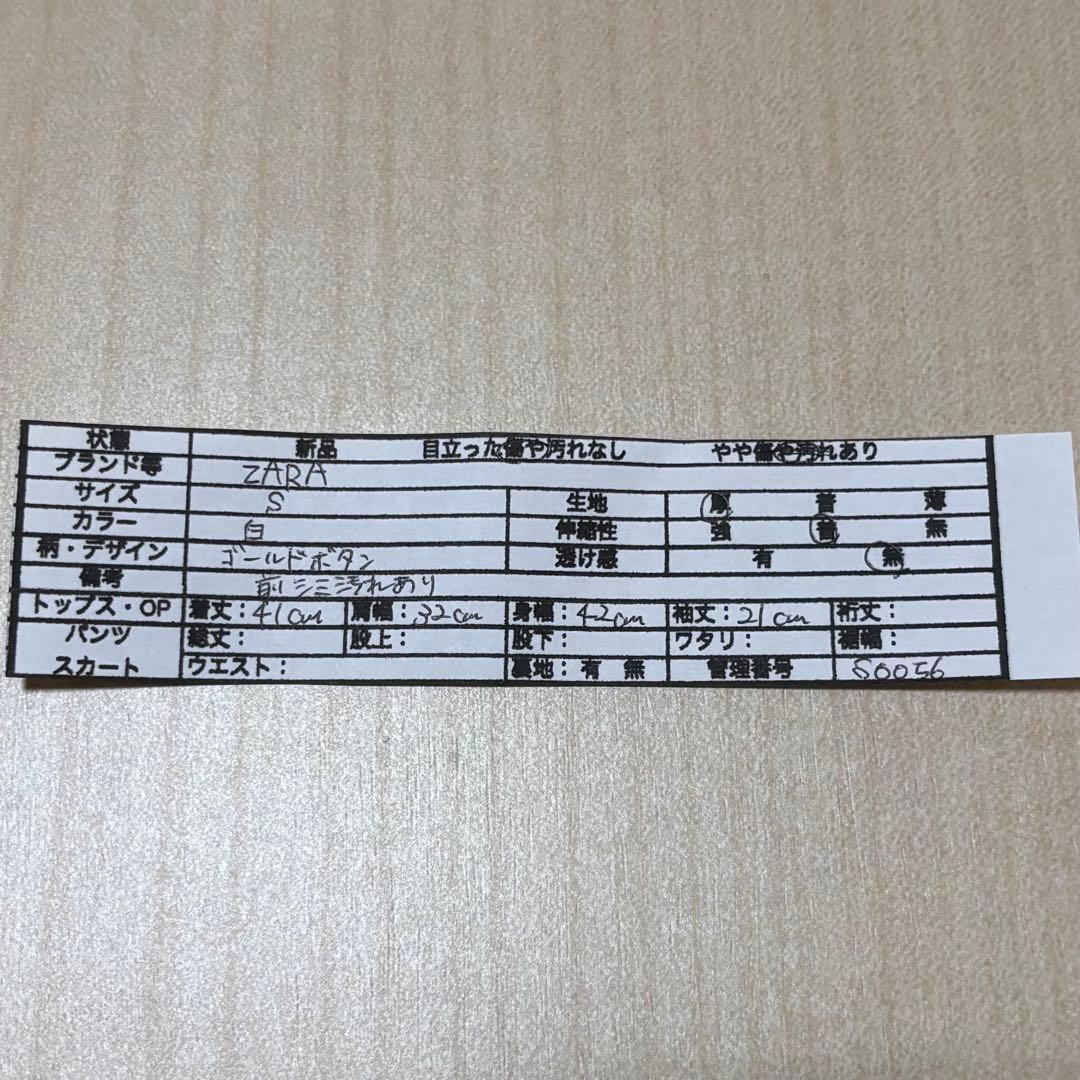 状態 新品 目立った傷や汚れなし やや傷や汚れあり
ブランド等 ZARA
サイズ S 生地 厚 普 薄
カラー 白 伸縮性 強 普 無
柄・デザイン ゴールドボタン 透け感 有 無
備考 前シミ汚れあり
トップス・OP 着丈：41cm 肩幅：32cm 身幅：42cm 袖丈：21cm 裄丈：
パンツ 総丈： 股上： 股下： ワタリ： 裾幅：
スカート ウエスト： 裏地：有 無 管理番号 S0056